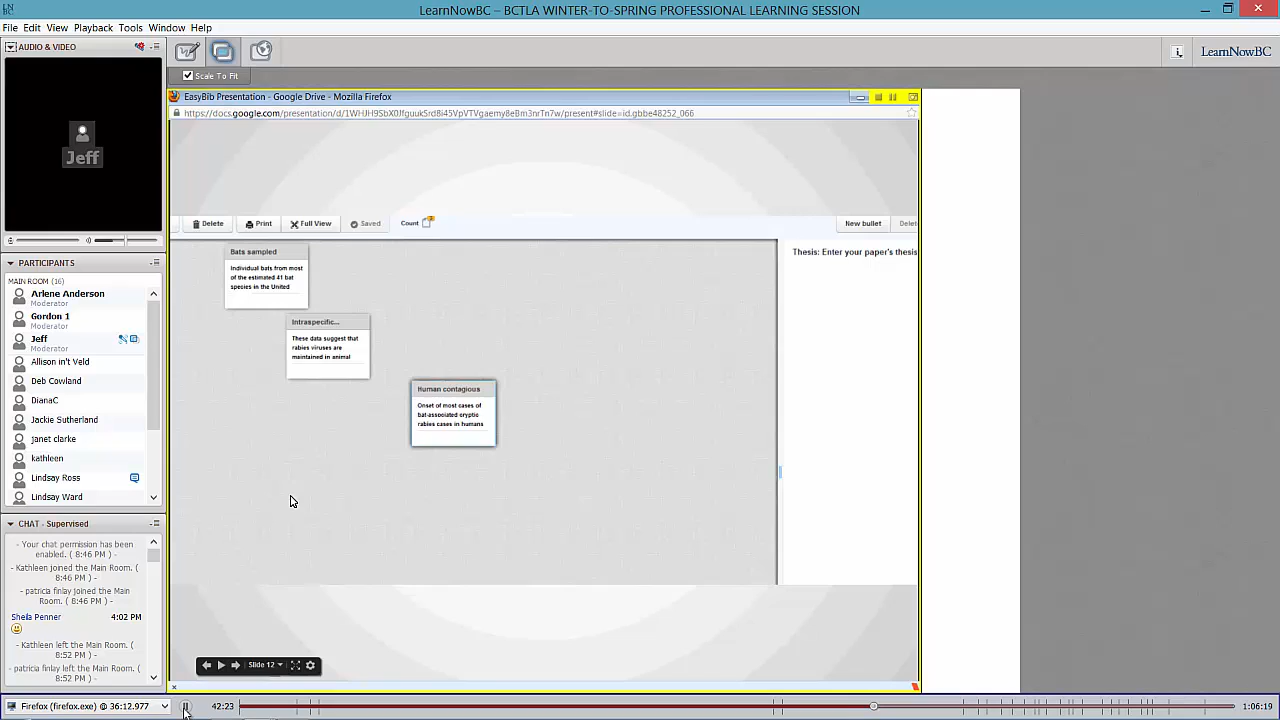 LearnNowBC – BCTLA WINTER-TO-SPRING PROFESSIONAL LEARNING SESSION
File Edit View Playback Tools Window Help
AUDIO & VIDEO
Jeff
PARTICIPANTS
MAIN ROOM (16)
Arlene Anderson
Moderator
Gordon 1
Moderator
Jeff
Moderator
Allison in't Veld
Deb Cowland
DianaC
Jackie Sutherland
janet clarke
kathleen
Lindsay Ross
Lindsay Ward
CHAT - Supervised
- Your chat permission has been
enabled. ( 8:46 PM ) -
- Kathleen joined the Main Room. (
8:46 PM ) -
- patricia finlay joined the Main
Room. ( 8:46 PM ) -
Sheila Penner 4:02 PM
- Kathleen left the Main Room. (
8:52 PM ) -
- patricia finlay left the Main Room. (
8:52 PM ) -
Scale To Fit
LearnNowBC
EasyBib Presentation - Google Drive - Mozilla Firefox
Delete Print Full View Saved Count New bullet Delet
Bats sampled
Individual bats from most
of the estimated 41 bat
species in the United
Intraspecific...
These data suggest that
rabies viruses are
maintained in animal
Human contagious
Onset of most cases of
bat-associated cryptic
rabies cases in humans
Thesis: Enter your paper's thesis
Slide 12
Firefox (firefox.exe) @ 36:12.977
42:23
1:06:19